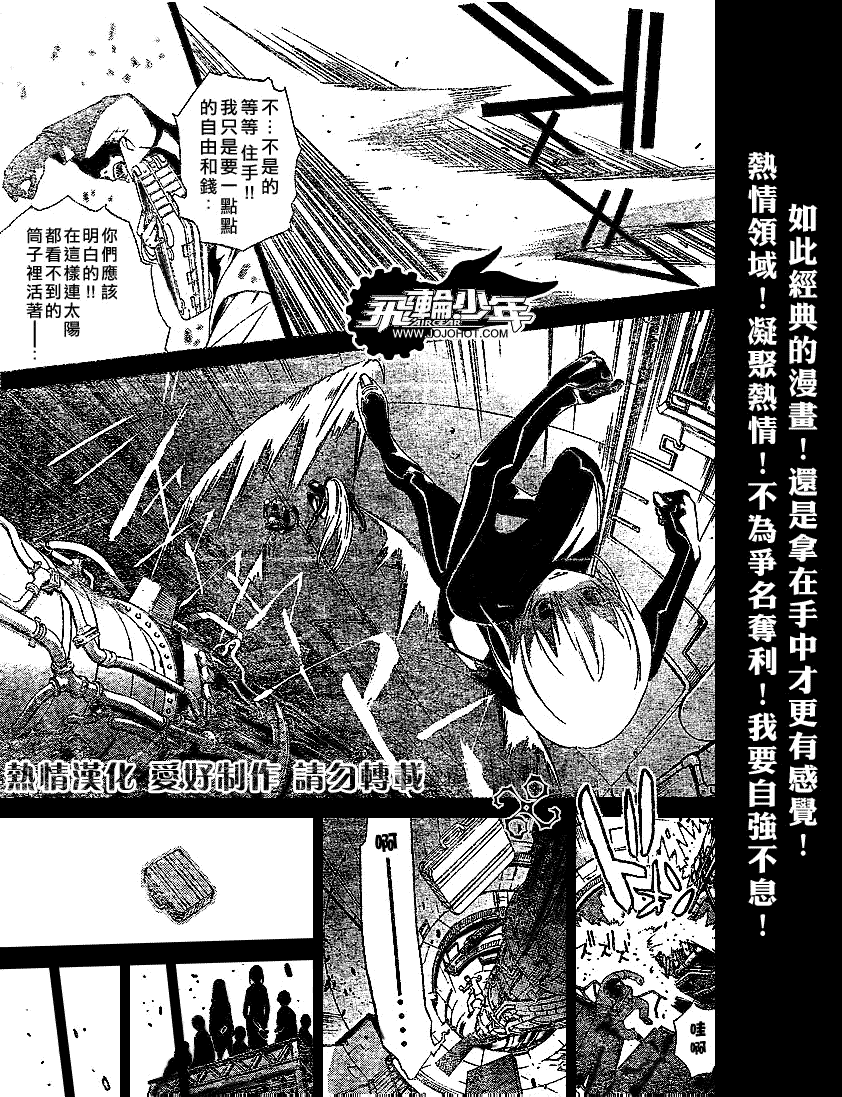 如此經典的漫畫！還是拿在手中才更有感覺！
熱情領域！凝聚熱情！不為爭名奪利！我要自強不息！
不…不是的
等等 住手!!
我只是要一點點
的自由和錢…
你們應該
明白的!!
在這樣連太陽
都看不到的
筒子裡活著——…
飛輪少年
AIR GEAR
WWW.JOJOHOT.COM
熱情漢化 愛好制作 請勿轉載
哇啊
啊——……